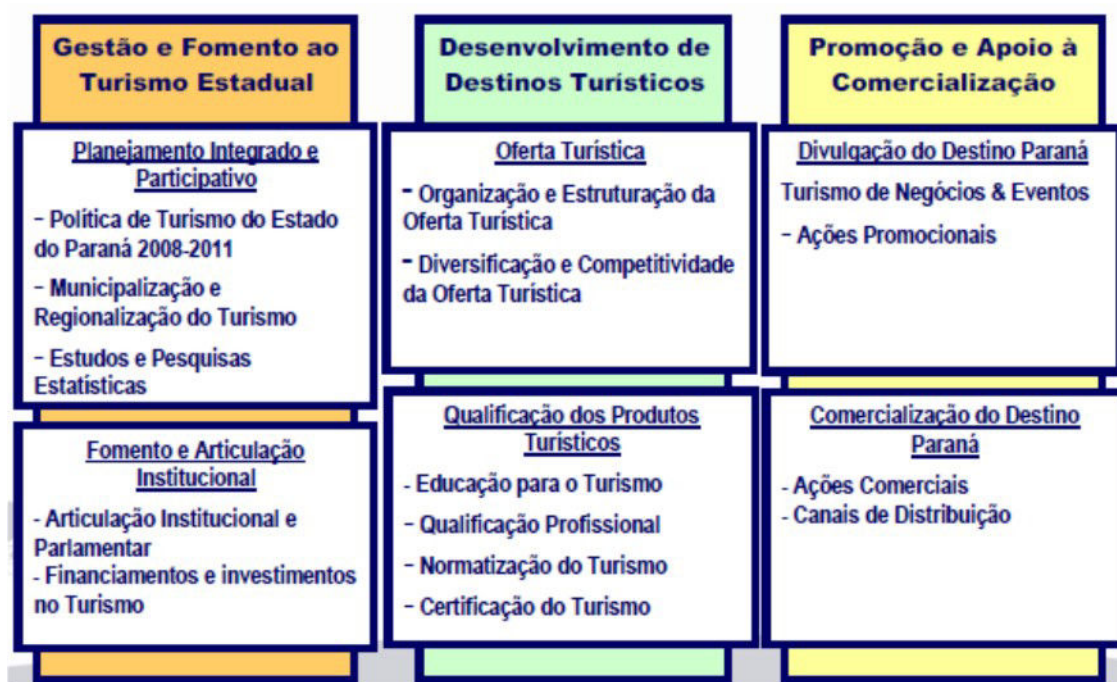 Gestão e Fomento ao
Turismo Estadual
Planejamento Integrado e
Participativo
- Política de Turismo do Estado
do Paraná 2008-2011
- Municipalização e
Regionalização do Turismo
- Estudos e Pesquisas
Estatísticas
Fomento e Articulação
Institucional
- Articulação Institucional e
Parlamentar
- Financiamentos e investimentos
no Turismo
Desenvolvimento de
Destinos Turísticos
Oferta Turística
- Organização e Estruturação da
Oferta Turística
- Diversificação e Competitividade
da Oferta Turística
Qualificação dos Produtos
Turísticos
- Educação para o Turismo
- Qualificação Profissional
- Normatização do Turismo
- Certificação do Turismo
Promoção e Apoio à
Comercialização
Divulgação do Destino Paraná
Turismo de Negócios & Eventos
- Ações Promocionais
Comercialização do Destino
Paraná
- Ações Comerciais
- Canais de Distribuição